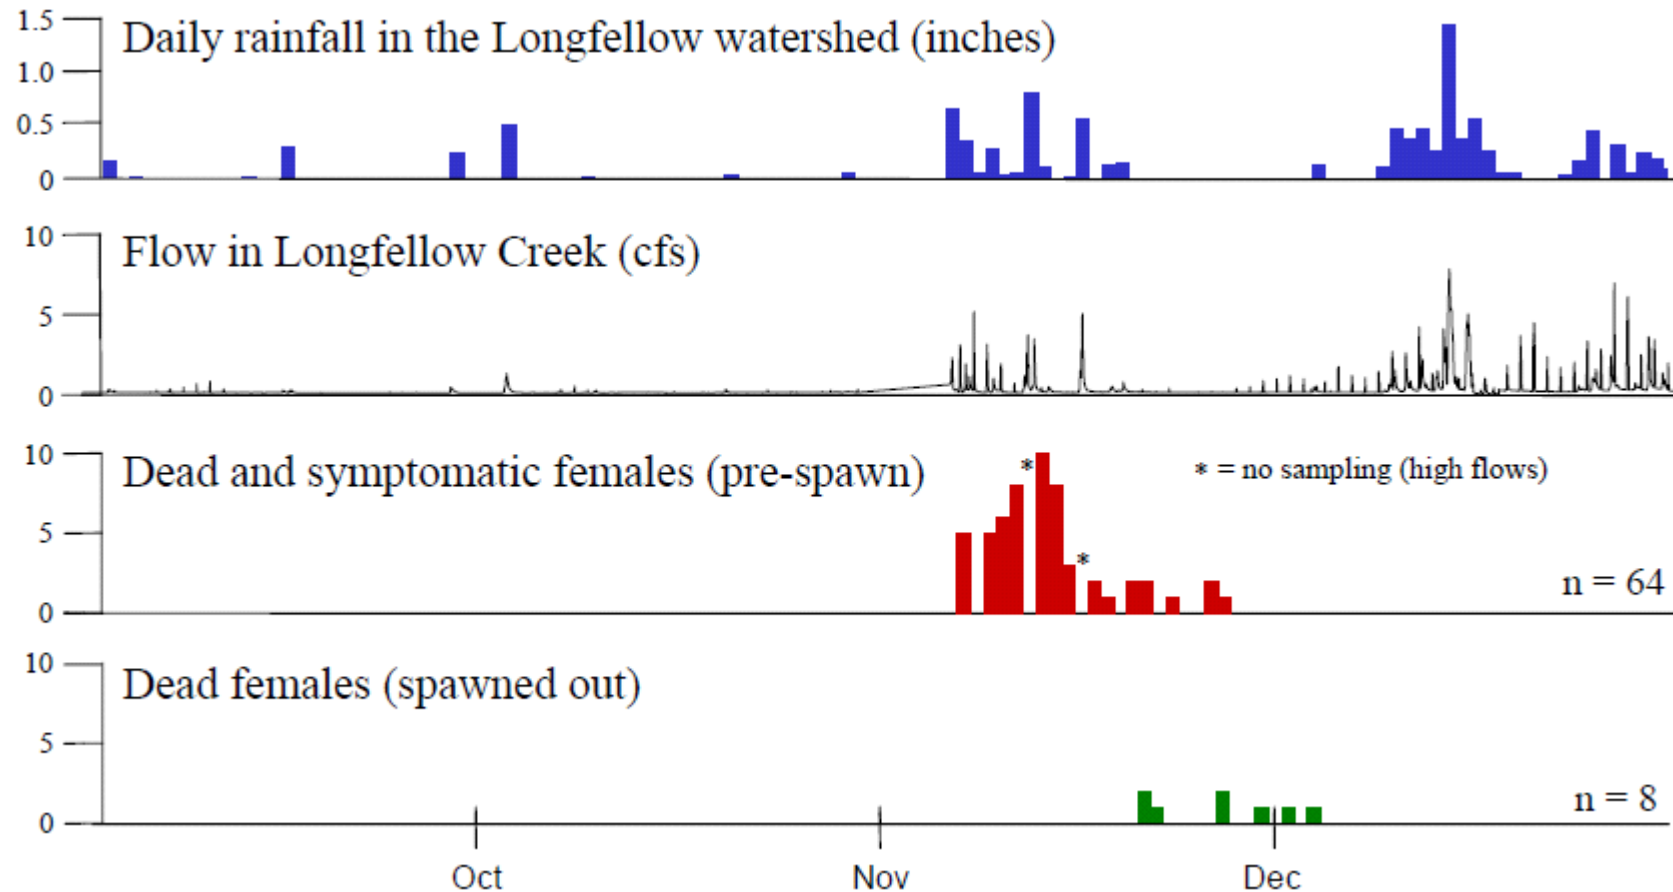 1.5
Daily rainfall in the Longfellow watershed (inches)
1.0
0.5
0
10
Flow in Longfellow Creek (cfs)
5
0
10
Dead and symptomatic females (pre-spawn)
*
* = no sampling (high flows)
5
*
n = 64
0
10
Dead females (spawned out)
5
n = 8
0
Oct Nov Dec